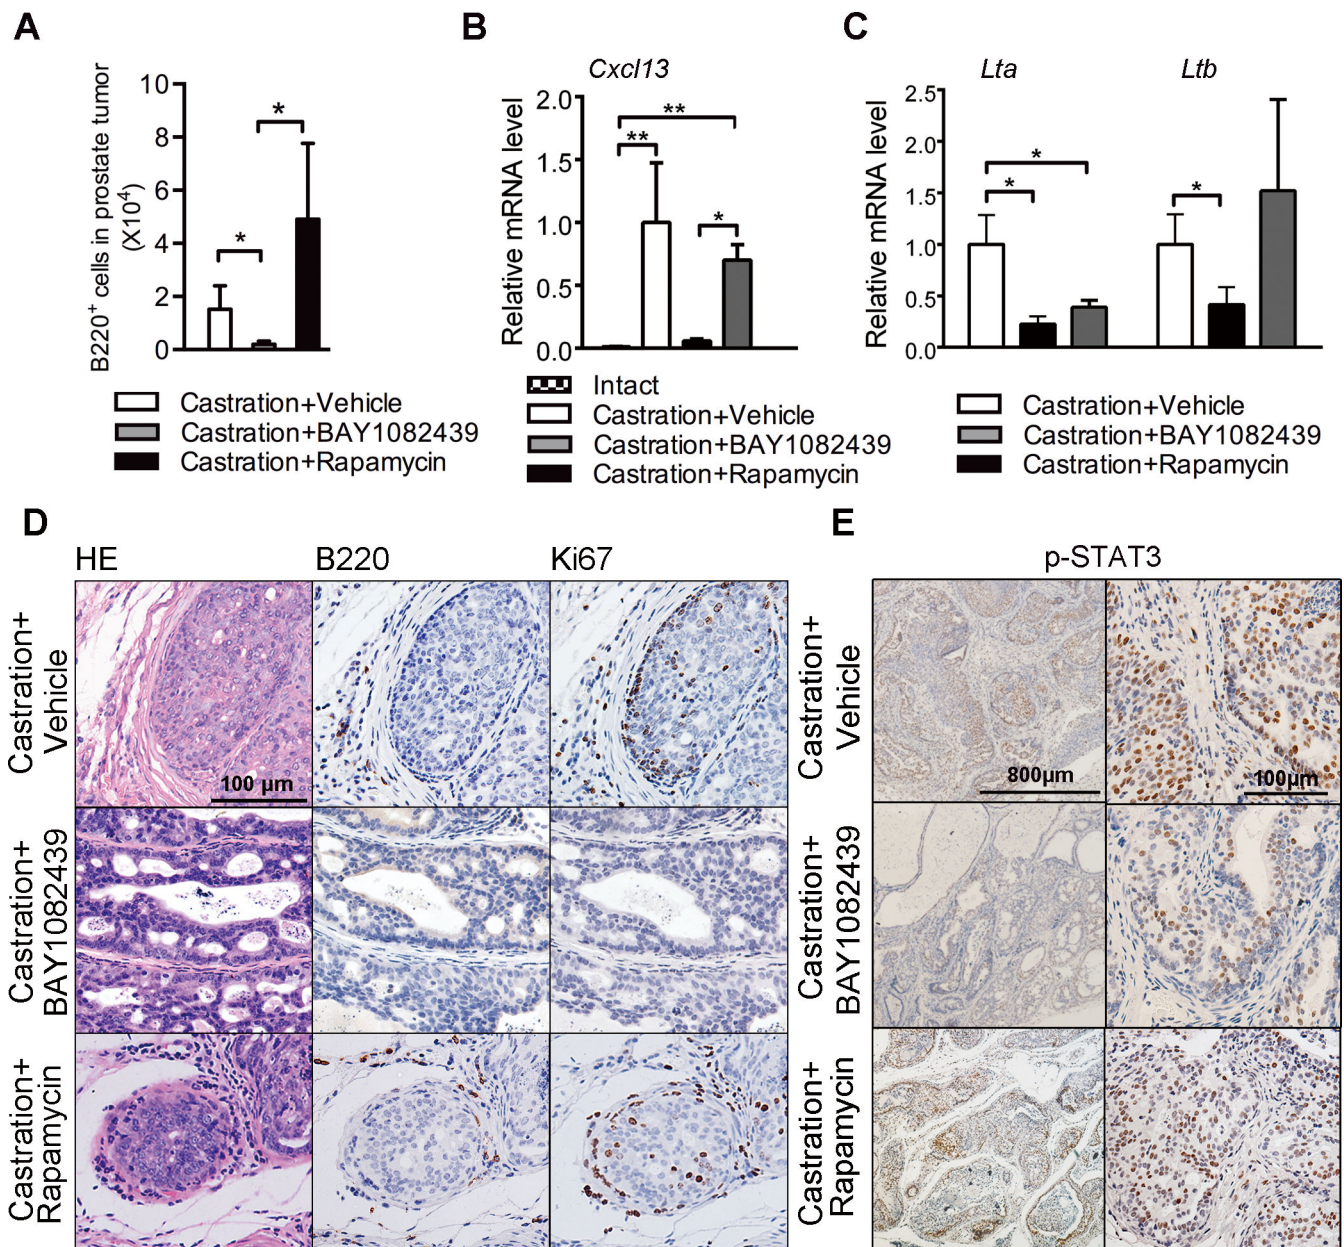 A
B220⁺ cells in prostate tumor
(X10⁴)
10
8
6
4
2
0
*
*
Castration+Vehicle
Castration+BAY1082439
Castration+Rapamycin
B
Cxcl13
Relative mRNA level
2.0
1.5
1.0
0.5
0.0
**
**
*
Intact
Castration+Vehicle
Castration+BAY1082439
Castration+Rapamycin
C
Lta
Ltb
Relative mRNA level
2.5
2.0
1.5
1.0
0.5
0.0
*
*
*
Castration+Vehicle
Castration+BAY1082439
Castration+Rapamycin
D
HE
B220
Ki67
Castration+
Vehicle
100 µm
Castration+
BAY1082439
Castration+
Rapamycin
E
p-STAT3
Castration+
Vehicle
800µm
100µm
Castration+
BAY1082439
Castration+
Rapamycin